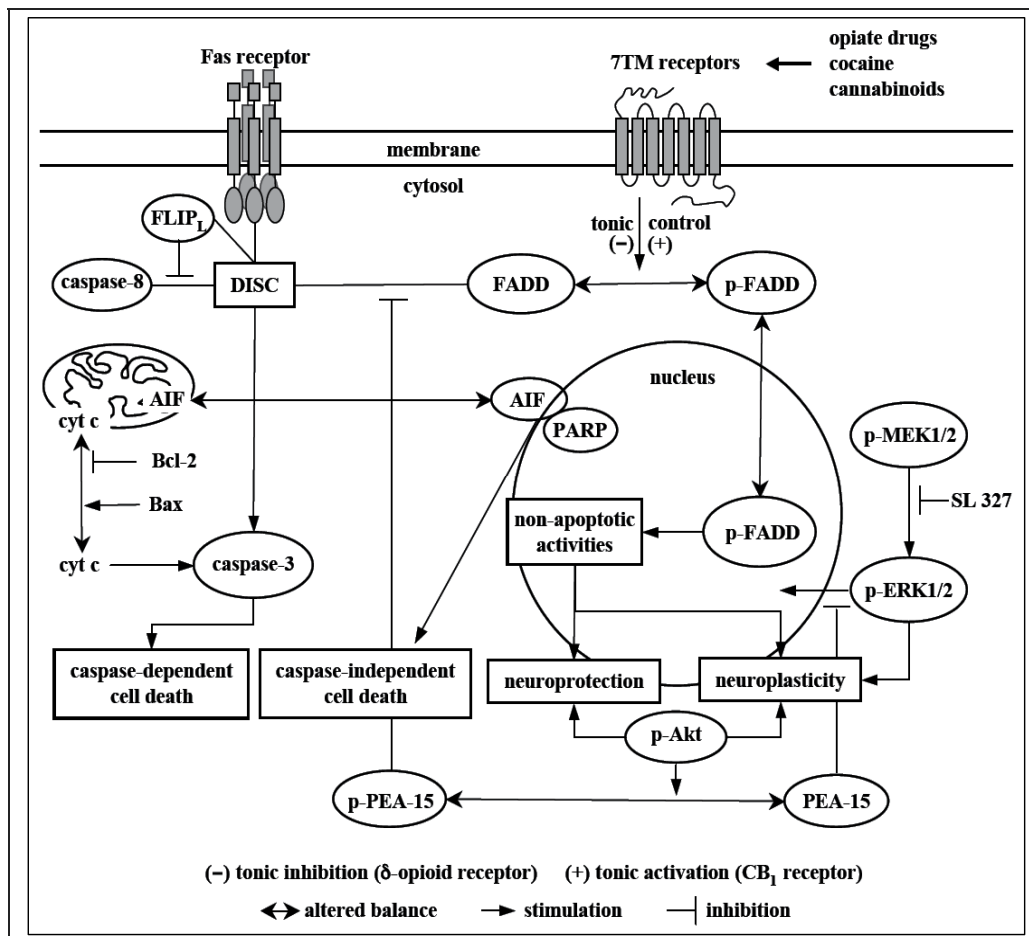 Fas receptor
7TM receptors
opiate drugs
cocaine
cannabinoids
membrane
cytosol
FLIPL
tonic control
(−) (+)
caspase-8
DISC
FADD
p-FADD
nucleus
AIF
cyt c
AIF
PARP
p-MEK1/2
Bcl-2
SL 327
Bax
non-apoptotic
activities
p-FADD
cyt c
caspase-3
p-ERK1/2
caspase-dependent
cell death
caspase-independent
cell death
neuroprotection
neuroplasticity
p-Akt
p-PEA-15
PEA-15
(−) tonic inhibition (δ-opioid receptor) (+) tonic activation (CB1 receptor)
altered balance stimulation inhibition